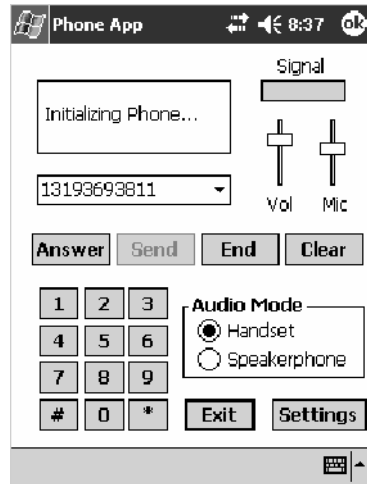 Phone App 8:37 ok
Signal
Initializing Phone...
13193693811
Vol Mic
Answer Send End Clear
1 2 3
Audio Mode
4 5 6
Handset
Speakerphone
7 8 9
# 0 *
Exit Settings